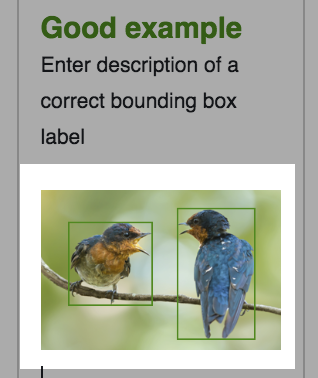 Good example
Enter description of a
correct bounding box
label